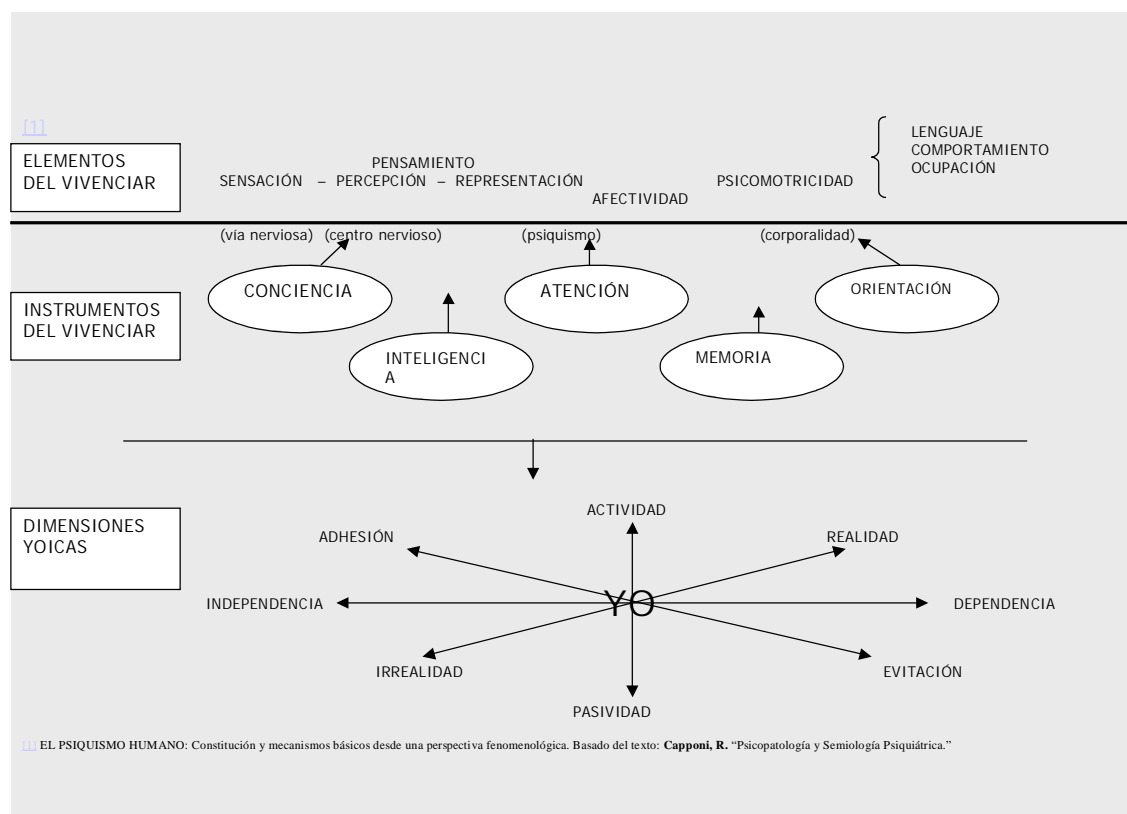 [1]
ELEMENTOS
DEL VIVENCIAR
PENSAMIENTO
SENSACIÓN – PERCEPCIÓN – REPRESENTACIÓN
AFECTIVIDAD
PSICOMOTRICIDAD
LENGUAJE
COMPORTAMIENTO
OCUPACIÓN
(vía nerviosa) (centro nervioso) (psiquismo) (corporalidad)
INSTRUMENTOS
DEL VIVENCIAR
CONCIENCIA
ATENCIÓN
ORIENTACIÓN
INTELIGENCI
A
MEMORIA
DIMENSIONES
YOICAS
ACTIVIDAD
ADHESIÓN
REALIDAD
INDEPENDENCIA
YO
DEPENDENCIA
IRREALIDAD
EVITACIÓN
PASIVIDAD
[1] EL PSIQUISMO HUMANO: Constitución y mecanismos básicos desde una perspectiva fenomenológica. Basado del texto: Capponi, R. “Psicopatología y Semiología Psiquiátrica.”